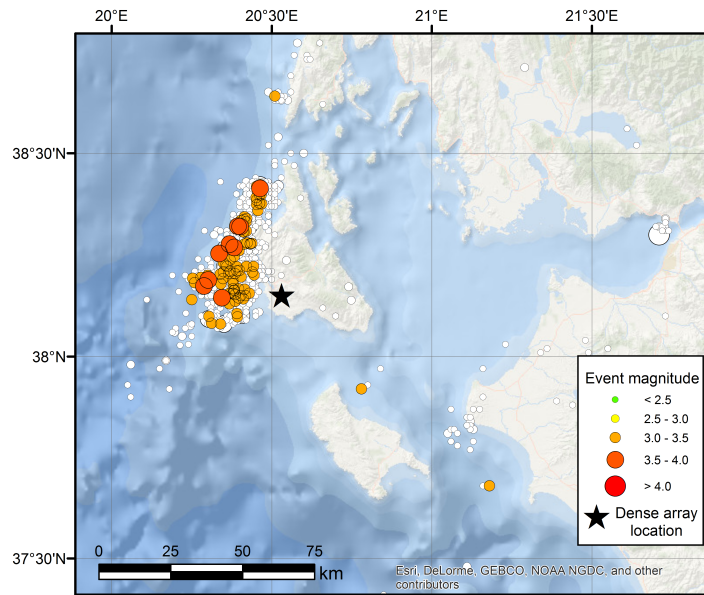 20°E
20°30'E
21°E
21°30'E
38°30'N
38°N
37°30'N
Event magnitude
< 2.5
2.5 - 3.0
3.0 - 3.5
3.5 - 4.0
> 4.0
Dense array
location
0 25 50 75
km
Esri, DeLorme, GEBCO, NOAA NGDC, and other
contributors